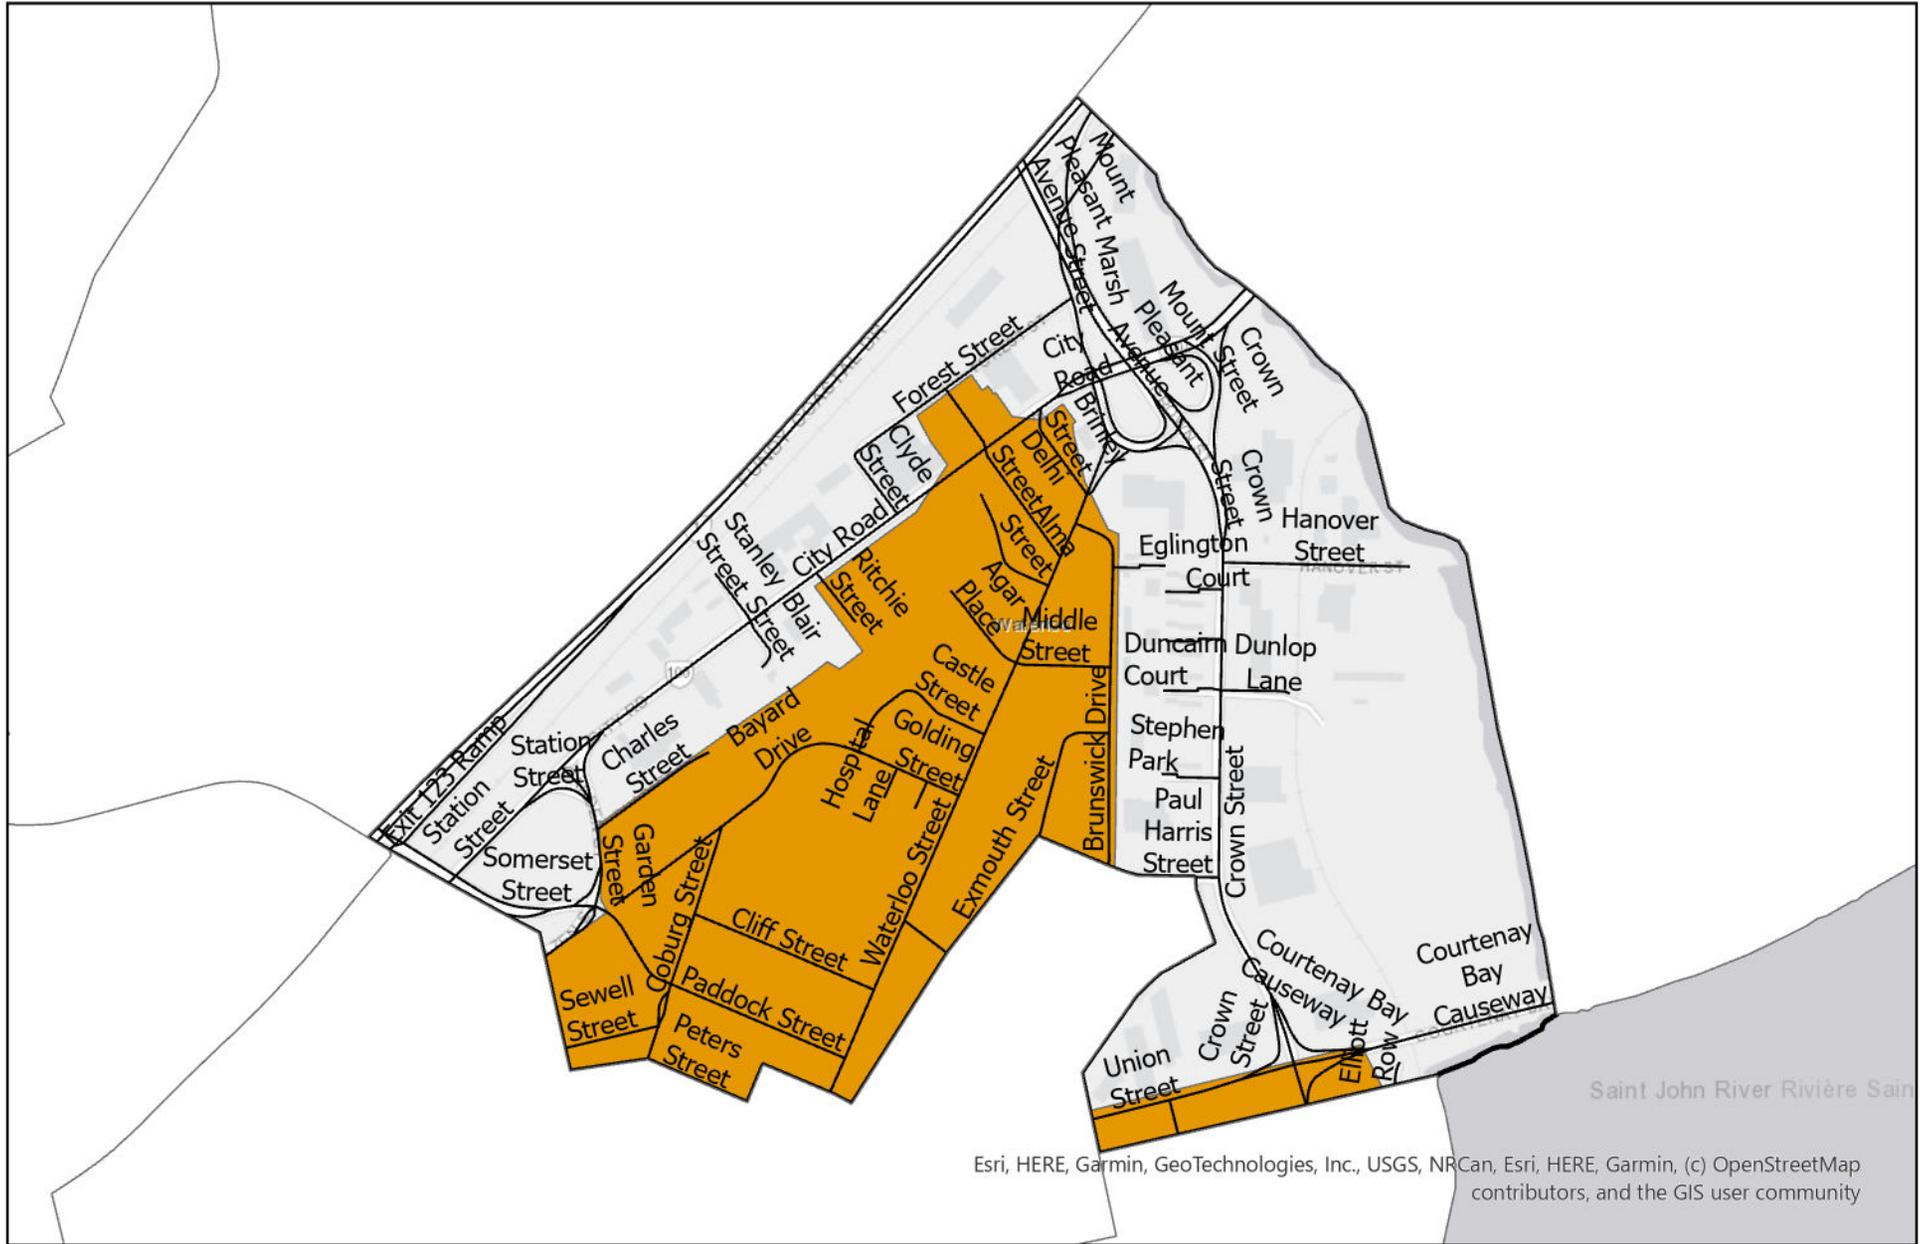 Mount
Pleasant
Avenue
Street
Marsh
Street
Mount
Pleasant
Street
Avenue
Crown
Street
City
Road
Forest Street
Brinley
Street
Clyde
Street
Delhi
Street
Alma
Street
Crown
Street
Hanover
Street
HANOVER ST
Eglington
Court
City Road
Stanley
Street
Blair
Street
Ritchie
Street
Agar
Place
Waterloo
Middle
Street
Duncairn
Court
Dunlop
Lane
100
Castle
Street
Golding
Street
Hospital
Lane
Brunswick Drive
Stephen
Park
Paul
Harris
Street
Crown Street
Bayard
Drive
Charles
Street
Station
Street
Exit 123 Ramp
Station
Street
Somerset
Street
Garden
Street
Coburg Street
Cliff Street
Waterloo Street
Exmouth Street
Sewell
Street
Paddock Street
Peters
Street
Courtenay Bay
Causeway
Courtenay
Bay
Causeway
Crown
Street
Union
Street
Elliott
Row
Saint John River Rivière Sain
Esri, HERE, Garmin, GeoTechnologies, Inc., USGS, NRCan, Esri, HERE, Garmin, (c) OpenStreetMap
contributors, and the GIS user community